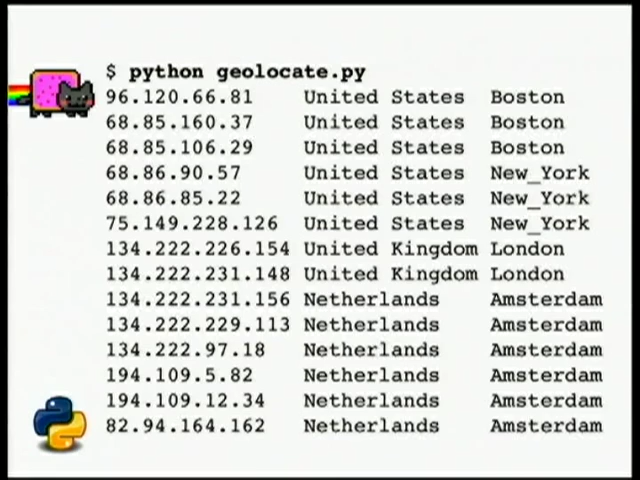 $ python geolocate.py
96.120.66.81 United States Boston
68.85.160.37 United States Boston
68.85.106.29 United States Boston
68.86.90.57 United States New_York
68.86.85.22 United States New_York
75.149.228.126 United States New_York
134.222.226.154 United Kingdom London
134.222.231.148 United Kingdom London
134.222.231.156 Netherlands Amsterdam
134.222.229.113 Netherlands Amsterdam
134.222.97.18 Netherlands Amsterdam
194.109.5.82 Netherlands Amsterdam
194.109.12.34 Netherlands Amsterdam
82.94.164.162 Netherlands Amsterdam